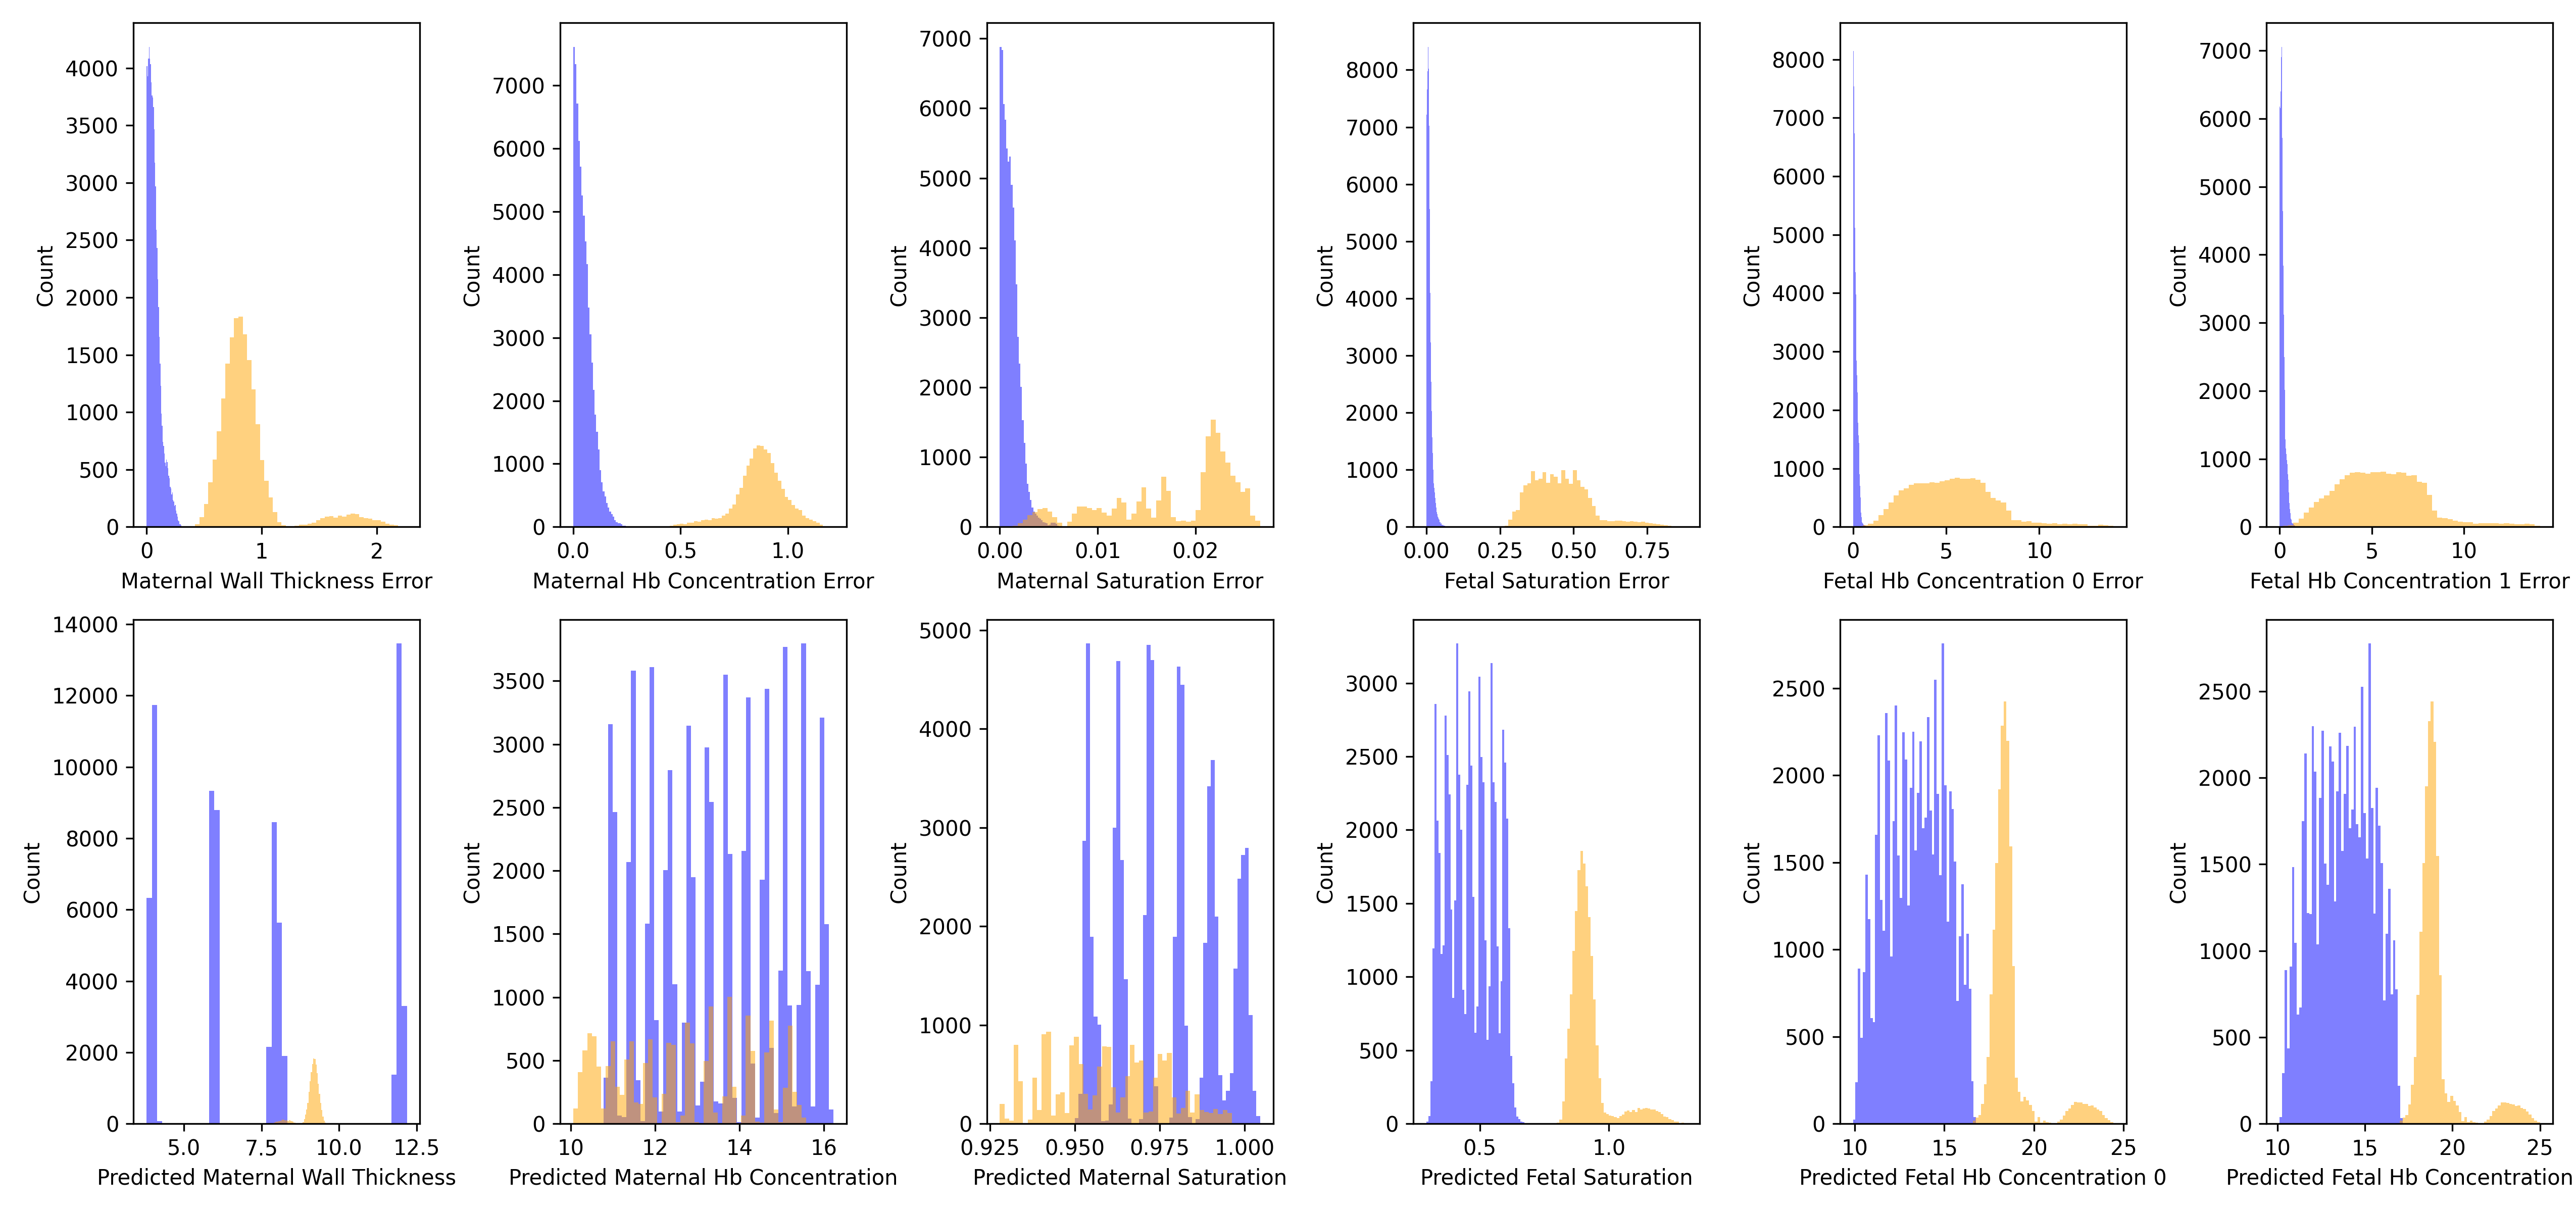 4000
3500
3000
2500
2000
1500
1000
500
0
Count
0 1 2
Maternal Wall Thickness Error
7000
6000
5000
4000
3000
2000
1000
0
Count
0.0 0.5 1.0
Maternal Hb Concentration Error
7000
6000
5000
4000
3000
2000
1000
0
Count
0.00 0.01 0.02
Maternal Saturation Error
8000
7000
6000
5000
4000
3000
2000
1000
0
Count
0.00 0.25 0.50 0.75
Fetal Saturation Error
8000
7000
6000
5000
4000
3000
2000
1000
0
Count
0 5 10
Fetal Hb Concentration 0 Error
7000
6000
5000
4000
3000
2000
1000
0
Count
0 5 10
Fetal Hb Concentration 1 Error
14000
12000
10000
8000
6000
4000
2000
0
Count
5.0 7.5 10.0 12.5
Predicted Maternal Wall Thickness
3500
3000
2500
2000
1500
1000
500
0
Count
10 12 14 16
Predicted Maternal Hb Concentration
5000
4000
3000
2000
1000
0
Count
0.925 0.950 0.975 1.000
Predicted Maternal Saturation
3000
2500
2000
1500
1000
500
0
Count
0.5 1.0
Predicted Fetal Saturation
2500
2000
1500
1000
500
0
Count
10 15 20 25
Predicted Fetal Hb Concentration 0
2500
2000
1500
1000
500
0
Count
10 15 20 25
Predicted Fetal Hb Concentration